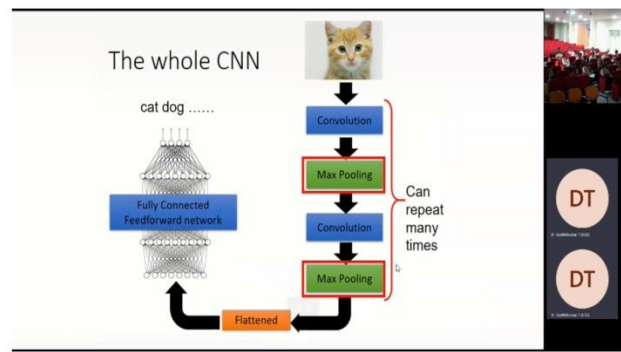 The whole CNN
cat dog ……
Convolution
Max Pooling
Convolution
Max Pooling
Can
repeat
many
times
Fully Connected
Feedforward network
Flattened
DT
DT